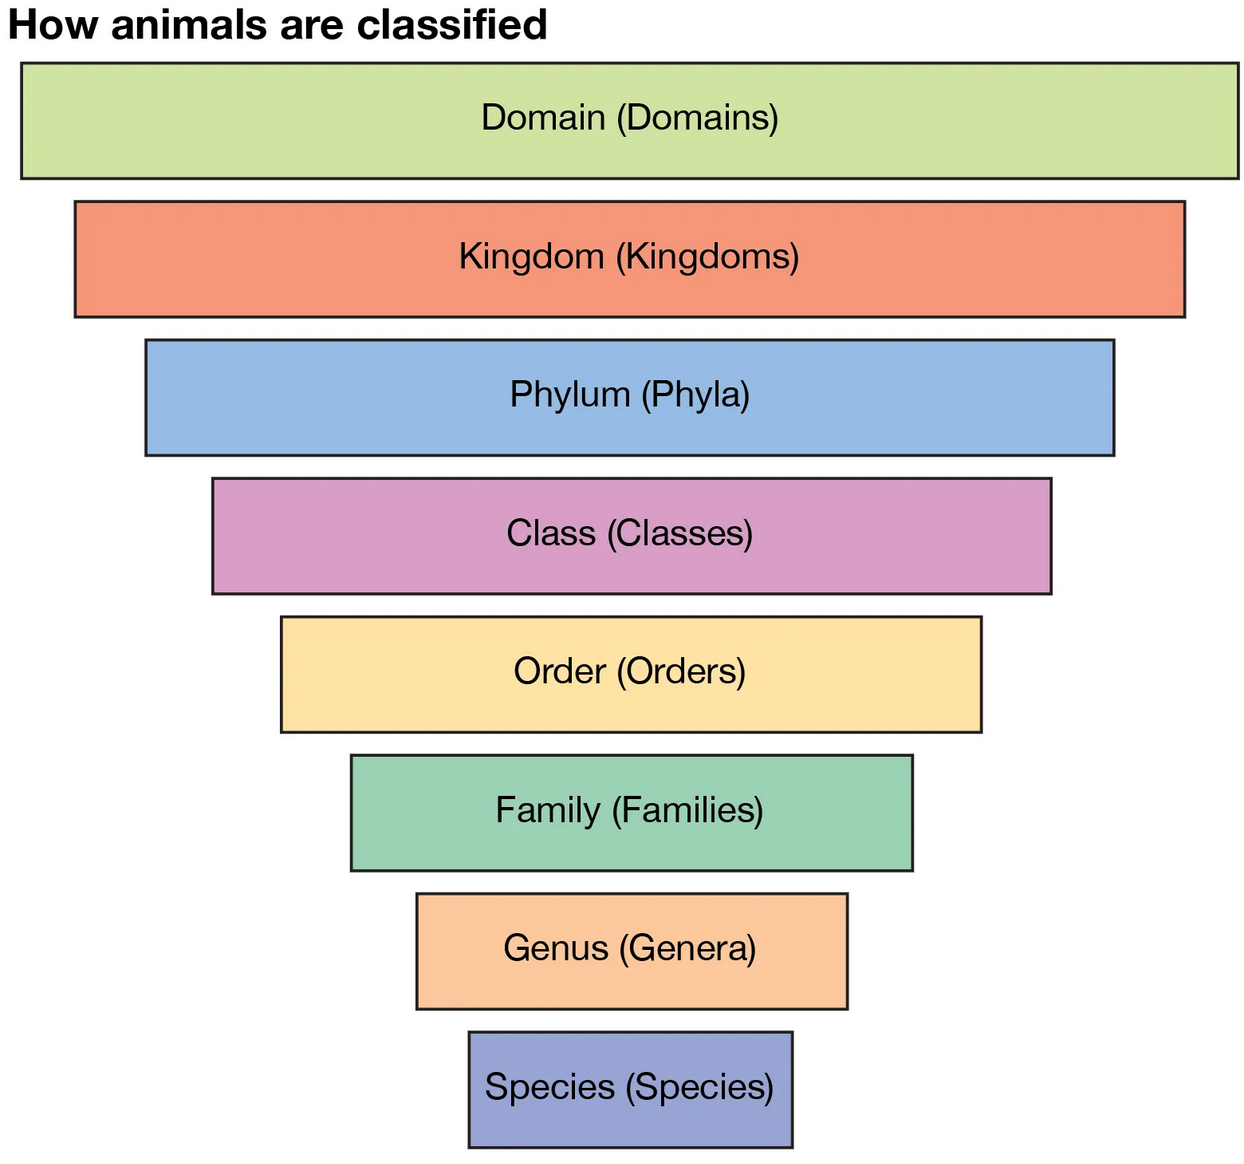 How animals are classified
Domain (Domains)
Kingdom (Kingdoms)
Phylum (Phyla)
Class (Classes)
Order (Orders)
Family (Families)
Genus (Genera)
Species (Species)